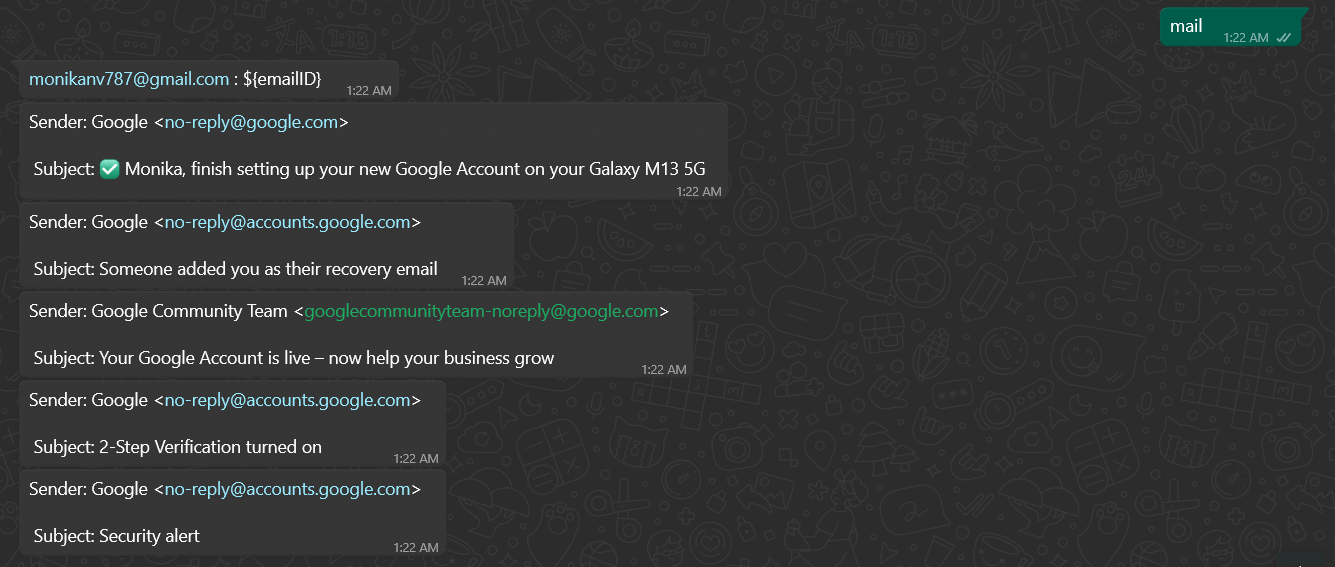 mail
1:22 AM
monikanv787@gmail.com : ${emailID}
1:22 AM
Sender: Google <no-reply@google.com>
Subject: ✅ Monika, finish setting up your new Google Account on your Galaxy M13 5G
1:22 AM
Sender: Google <no-reply@accounts.google.com>
Subject: Someone added you as their recovery email
1:22 AM
Sender: Google Community Team <googlecommunityteam-noreply@google.com>
Subject: Your Google Account is live – now help your business grow
1:22 AM
Sender: Google <no-reply@accounts.google.com>
Subject: 2-Step Verification turned on
1:22 AM
Sender: Google <no-reply@accounts.google.com>
Subject: Security alert
1:22 AM